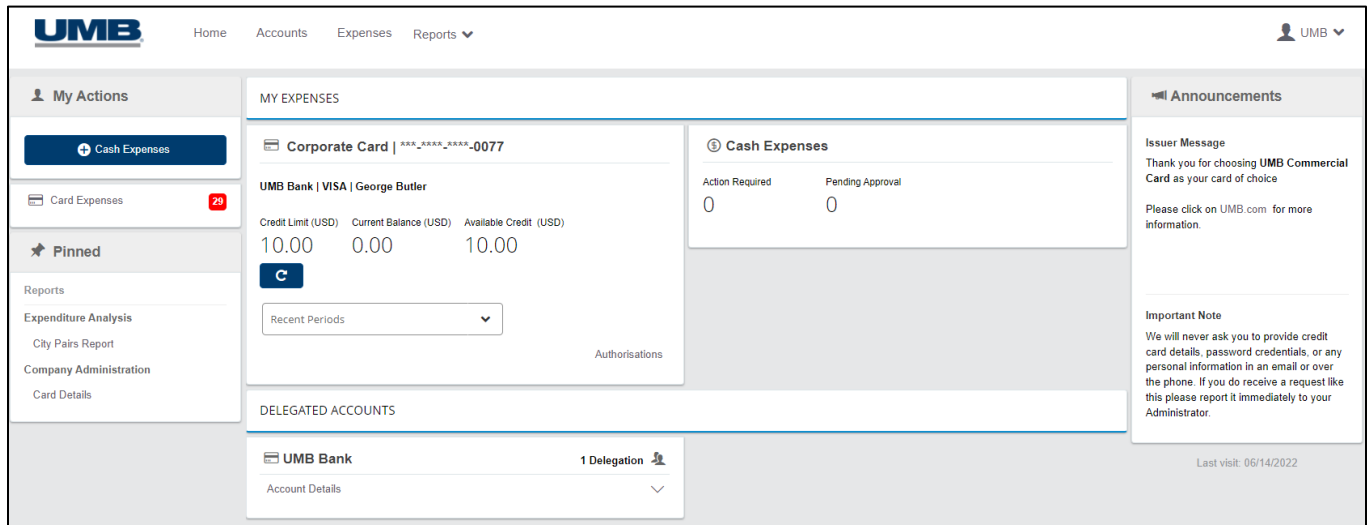 UMB
Home Accounts Expenses Reports
UMB
My Actions
Cash Expenses
Card Expenses 29
Pinned
Reports
Expenditure Analysis
City Pairs Report
Company Administration
Card Details
MY EXPENSES
Corporate Card | ***-****-****-0077
UMB Bank | VISA | George Butler
Credit Limit (USD) Current Balance (USD) Available Credit (USD)
10.00 0.00 10.00
Recent Periods
Authorisations
Cash Expenses
Action Required Pending Approval
0 0
DELEGATED ACCOUNTS
UMB Bank 1 Delegation
Account Details
Announcements
Issuer Message
Thank you for choosing UMB Commercial
Card as your card of choice
Please click on UMB.com for more
information.
Important Note
We will never ask you to provide credit
card details, password credentials, or any
personal information in an email or over
the phone. If you do receive a request like
this please report it immediately to your
Administrator.
Last visit: 06/14/2022